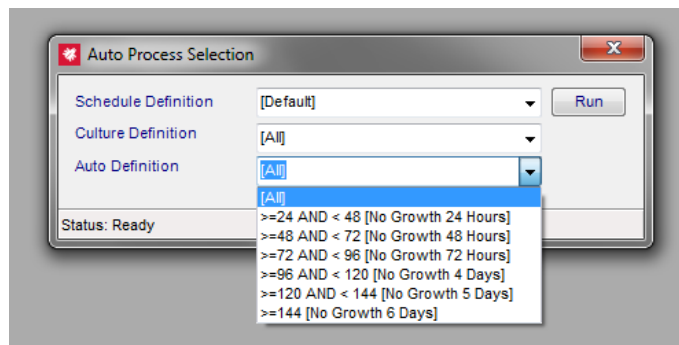 Auto Process Selection
Schedule Definition [Default] Run
Culture Definition [All]
Auto Definition [All]
[All]
>=24 AND < 48 [No Growth 24 Hours]
>=48 AND < 72 [No Growth 48 Hours]
>=72 AND < 96 [No Growth 72 Hours]
>=96 AND < 120 [No Growth 4 Days]
>=120 AND < 144 [No Growth 5 Days]
>=144 [No Growth 6 Days]
Status: Ready